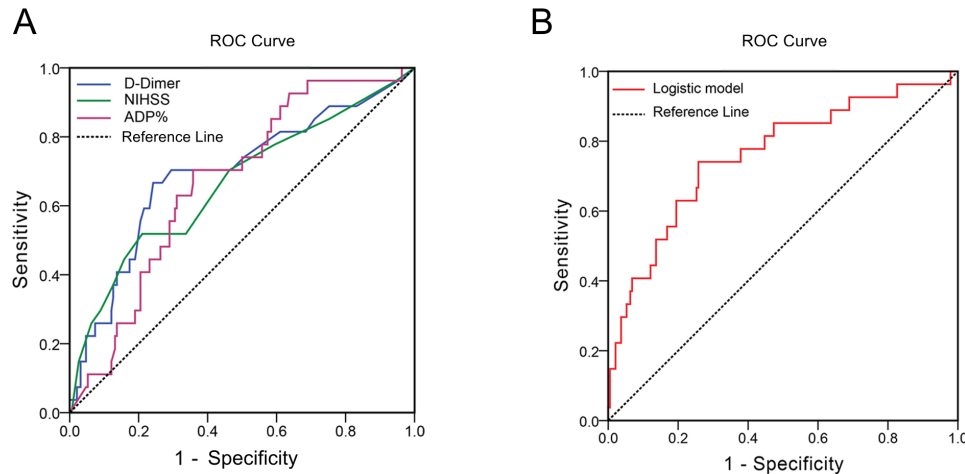 A
ROC Curve
D-Dimer
NIHSS
ADP%
Reference Line
1.0
0.8
0.6
0.4
0.2
0.0
Sensitivity
0.0 0.2 0.4 0.6 0.8 1.0
1 - Specificity
B
ROC Curve
Logistic model
Reference Line
1.0
0.8
0.6
0.4
0.2
0.0
Sensitivity
0.0 0.2 0.4 0.6 0.8 1.0
1 - Specificity